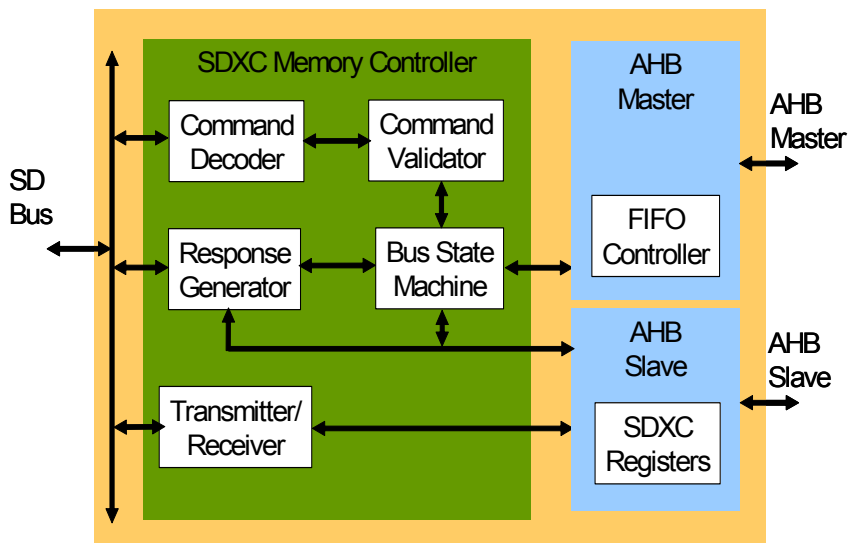 SDXC Memory Controller
Command
Decoder
Command
Validator
Response
Generator
Bus State
Machine
Transmitter/
Receiver
SD
Bus
AHB
Master
FIFO
Controller
AHB
Slave
SDXC
Registers
AHB
Master
AHB
Slave